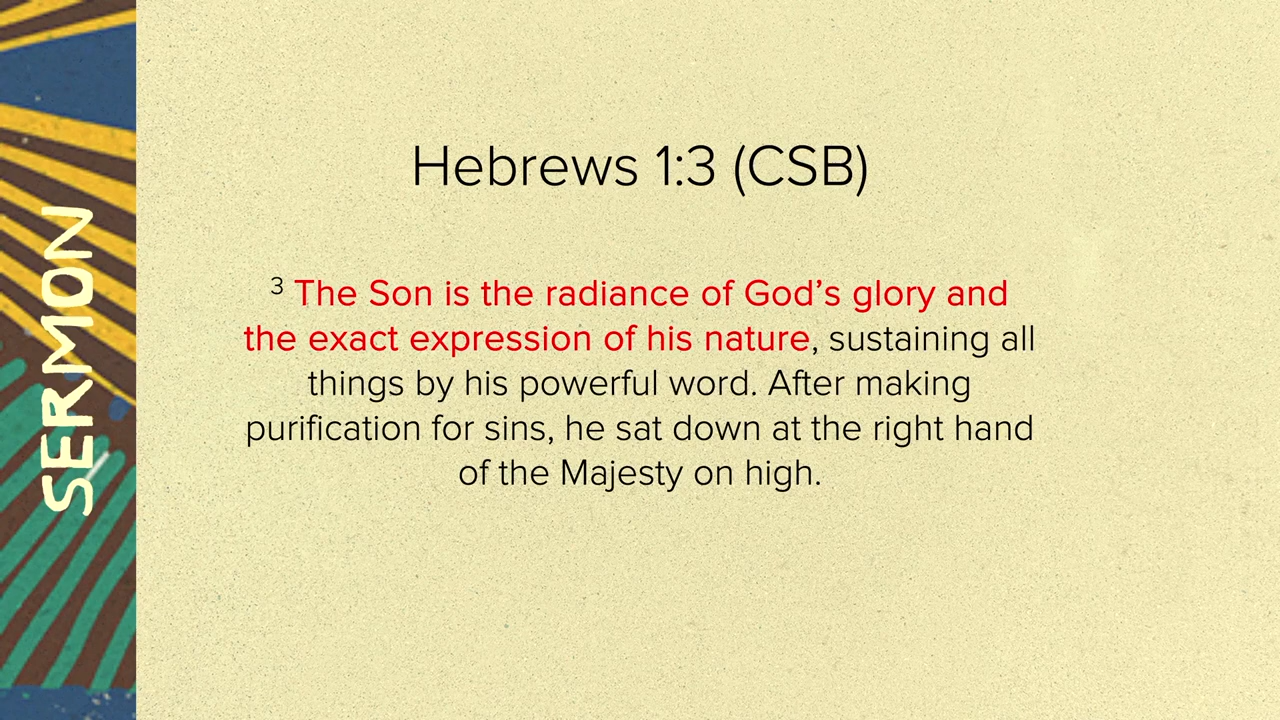 SERMON
Hebrews 1:3 (CSB)
3 The Son is the radiance of God’s glory and
the exact expression of his nature, sustaining all
things by his powerful word. After making
purification for sins, he sat down at the right hand
of the Majesty on high.